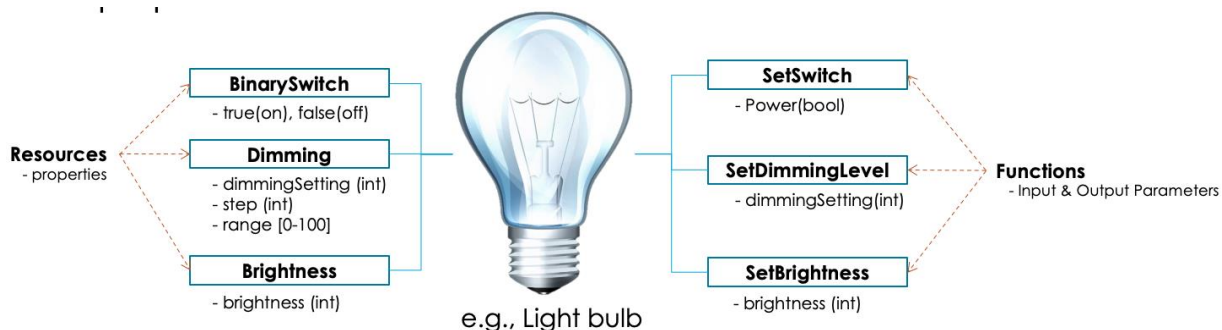 Resources
- properties
BinarySwitch
- true(on), false(off)
Dimming
- dimmingSetting (int)
- step (int)
- range [0-100]
Brightness
- brightness (int)
e.g., Light bulb
SetSwitch
- Power(bool)
SetDimmingLevel
- dimmingSetting(int)
SetBrightness
- brightness (int)
Functions
- Input & Output Parameters